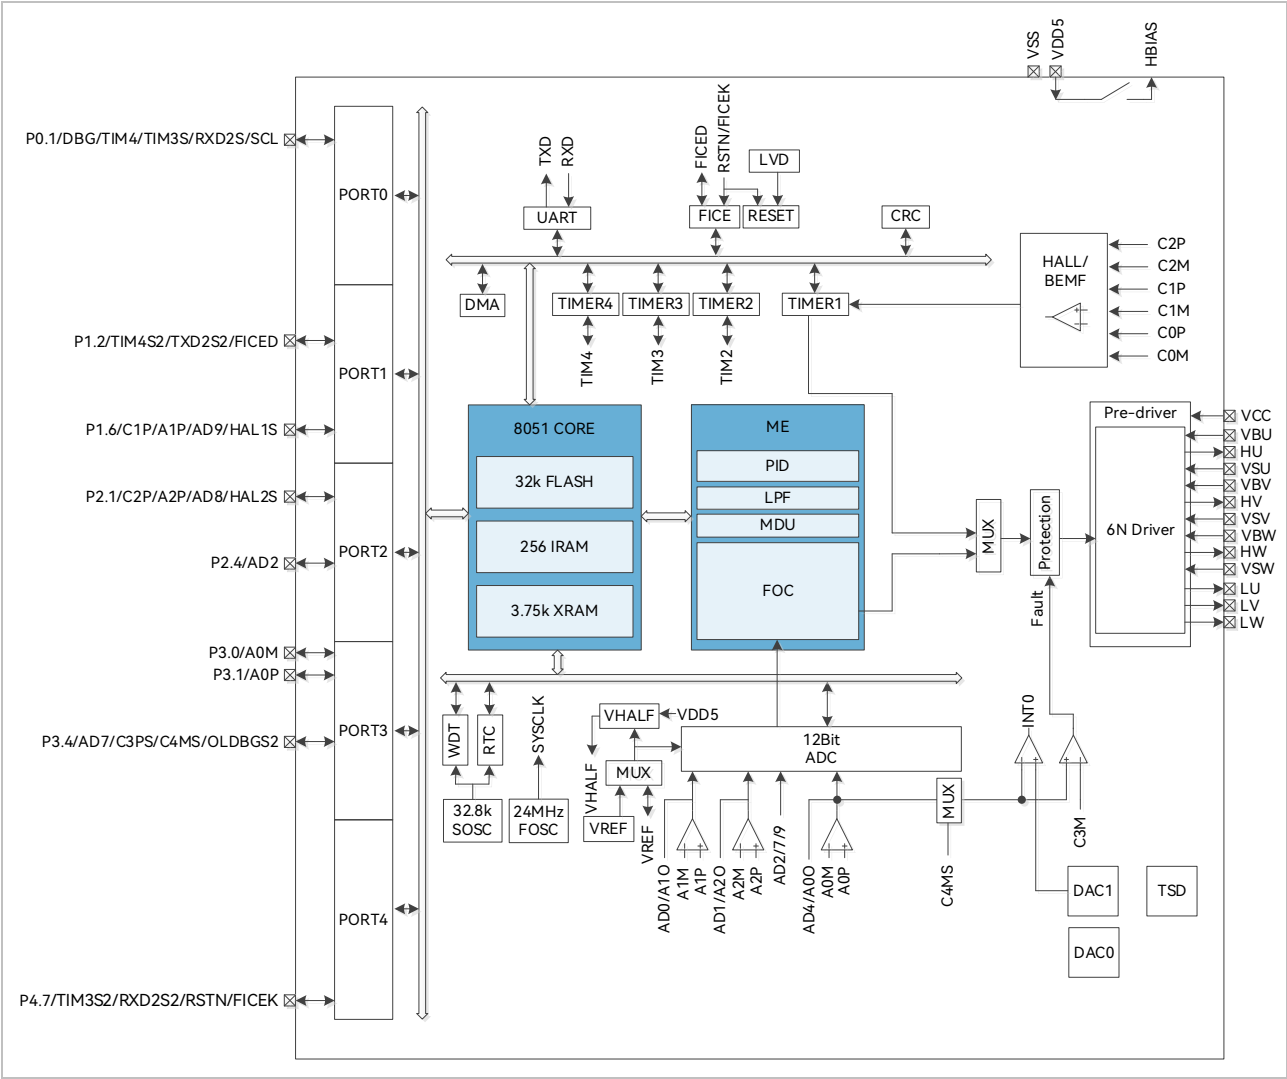 VSS
VDD5
HBIAS
P0.1/DBG/TIM4/TIM3S/RXD2S/SCL
P1.2/TIM4S2/TXD2S2/FICED
P1.6/C1P/A1P/AD9/HAL1S
P2.1/C2P/A2P/AD8/HAL2S
P2.4/AD2
P3.0/A0M
P3.1/A0P
P3.4/AD7/C3PS/C4MS/OLDBGS2
P4.7/TIM3S2/RXD2S2/RSTN/FICEK
PORT0
PORT1
PORT2
PORT3
PORT4
TXD
RXD
UART
FICED
RSTN/FICEK
LVD
FICE
RESET
CRC
DMA
TIMER4
TIMER3
TIMER2
TIMER1
TIM4
TIM3
TIM2
HALL/
BEMF
C2P
C2M
C1P
C1M
C0P
C0M
8051 CORE
32k FLASH
256 IRAM
3.75k XRAM
ME
PID
LPF
MDU
FOC
MUX
Protection
Fault
Pre-driver
6N Driver
VCC
VBU
HU
VSU
VBV
HV
VSV
VBW
HW
VSW
LU
LV
LW
WDT
RTC
32.8k
SOSC
SYSCLK
24MHz
FOSC
VHALF
VDD5
VHALF
MUX
VREF
VREF
12Bit
ADC
AD0/A1O
A1M
A1P
AD1/A2O
A2M
A2P
AD2/7/9
AD4/A0O
A0M
A0P
MUX
C4MS
INT0
C3M
DAC1
TSD
DAC0